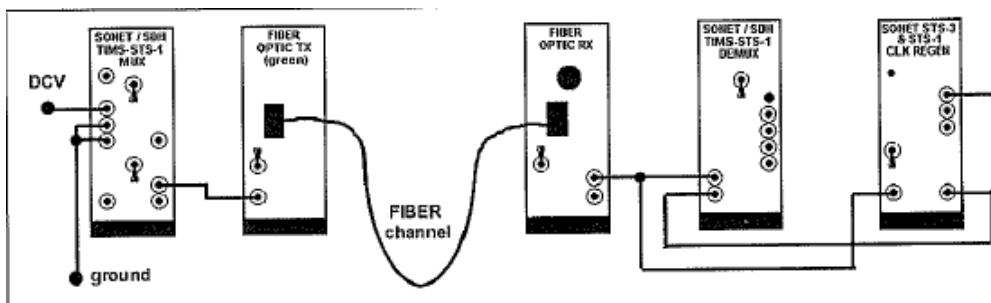 SONET / SDH
TIMS-STS-1
MUX
FIBER
OPTIC TX
(green)
FIBER
OPTIC RX
SONET / SDH
TIMS-STS-1
DEMUX
SONET STS-3
& STS-1
CLK REGEN
DCV
FIBER
channel
ground